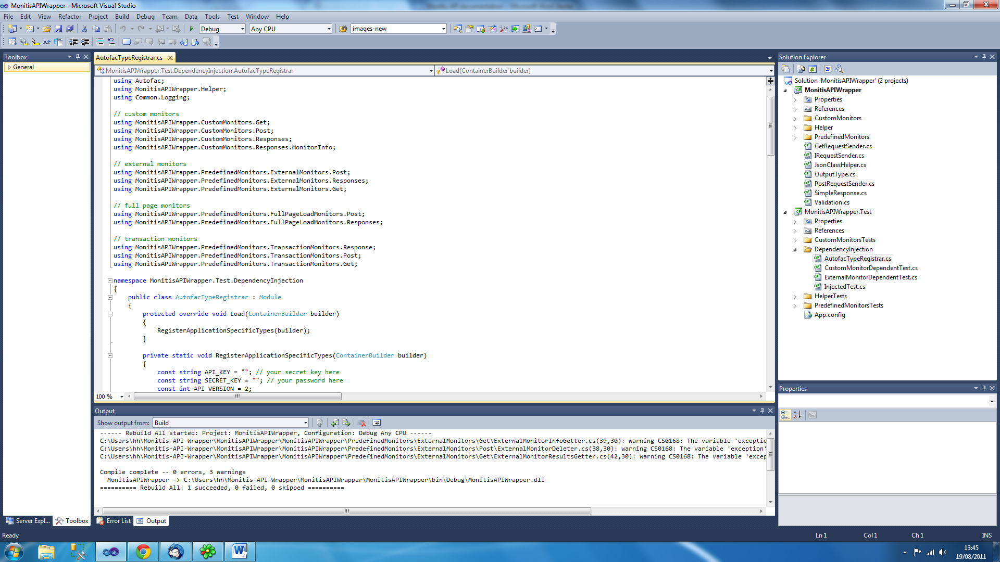 MonitisAPIWrapper - Microsoft Visual Studio
File Edit View Refactor Project Build Debug Team Data Tools Test Window Help
Debug Any CPU images-new
Toolbox
General
AutofacTypeRegistrar.cs
MonitisAPIWrapper.Test.DependencyInjection.AutofacTypeRegistrar
Load(ContainerBuilder builder)
using Autofac;
using MonitisAPIWrapper.Helper;
using Common.Logging;
// custom monitors
using MonitisAPIWrapper.CustomMonitors.Get;
using MonitisAPIWrapper.CustomMonitors.Post;
using MonitisAPIWrapper.CustomMonitors.Responses;
using MonitisAPIWrapper.CustomMonitors.Responses.MonitorInfo;
// external monitors
using MonitisAPIWrapper.PredefinedMonitors.ExternalMonitors.Post;
using MonitisAPIWrapper.PredefinedMonitors.ExternalMonitors.Responses;
using MonitisAPIWrapper.PredefinedMonitors.ExternalMonitors.Get;
// full page monitors
using MonitisAPIWrapper.PredefinedMonitors.FullPageLoadMonitors.Post;
using MonitisAPIWrapper.PredefinedMonitors.FullPageLoadMonitors.Responses;
// transaction monitors
using MonitisAPIWrapper.PredefinedMonitors.TransactionMonitors.Response;
using MonitisAPIWrapper.PredefinedMonitors.TransactionMonitors.Post;
using MonitisAPIWrapper.PredefinedMonitors.TransactionMonitors.Get;
namespace MonitisAPIWrapper.Test.DependencyInjection
{
public class AutofacTypeRegistrar : Module
{
protected override void Load(ContainerBuilder builder)
{
RegisterApplicationSpecificTypes(builder);
}
private static void RegisterApplicationSpecificTypes(ContainerBuilder builder)
{
const string API_KEY = ""; // your secret key here
const string SECRET_KEY = ""; // your password here
const int API_VERSION = 2;
100 %
Output
Show output from: Build
------ Rebuild All started: Project: MonitisAPIWrapper, Configuration: Debug Any CPU ------
C:\Users\hh\Monitis-API-Wrapper\MonitisAPIWrapper\MonitisAPIWrapper\PredefinedMonitors\ExternalMonitors\Get\ExternalMonitorInfoGetter.cs(39,30): warning CS0168: The variable 'exceptic
C:\Users\hh\Monitis-API-Wrapper\MonitisAPIWrapper\MonitisAPIWrapper\PredefinedMonitors\ExternalMonitors\Post\ExternalMonitorDeleter.cs(38,30): warning CS0168: The variable 'exception'
C:\Users\hh\Monitis-API-Wrapper\MonitisAPIWrapper\MonitisAPIWrapper\PredefinedMonitors\ExternalMonitors\Get\ExternalMonitorResultsGetter.cs(42,30): warning CS0168: The variable 'excep
Compile complete -- 0 errors, 3 warnings
MonitisAPIWrapper -> C:\Users\hh\Monitis-API-Wrapper\MonitisAPIWrapper\MonitisAPIWrapper\bin\Debug\MonitisAPIWrapper.dll
========== Rebuild All: 1 succeeded, 0 failed, 0 skipped ==========
Server Expl... Toolbox Error List Output
Solution Explorer
Solution 'MonitisAPIWrapper' (2 projects)
MonitisAPIWrapper
Properties
References
CustomMonitors
Helper
PredefinedMonitors
GetRequestSender.cs
IRequestSender.cs
JsonClassHelper.cs
OutputType.cs
PostRequestSender.cs
SimpleResponse.cs
Validation.cs
MonitisAPIWrapper.Test
Properties
References
CustomMonitorsTests
DependencyInjection
AutofacTypeRegistrar.cs
CustomMonitorDependentTest.cs
ExternalMonitorDependentTest.cs
InjectedTest.cs
HelperTests
PredefinedMonitorsTests
App.config
Properties
Ready Ln 1 Col 1 Ch 1 INS
13:45
19/08/2011